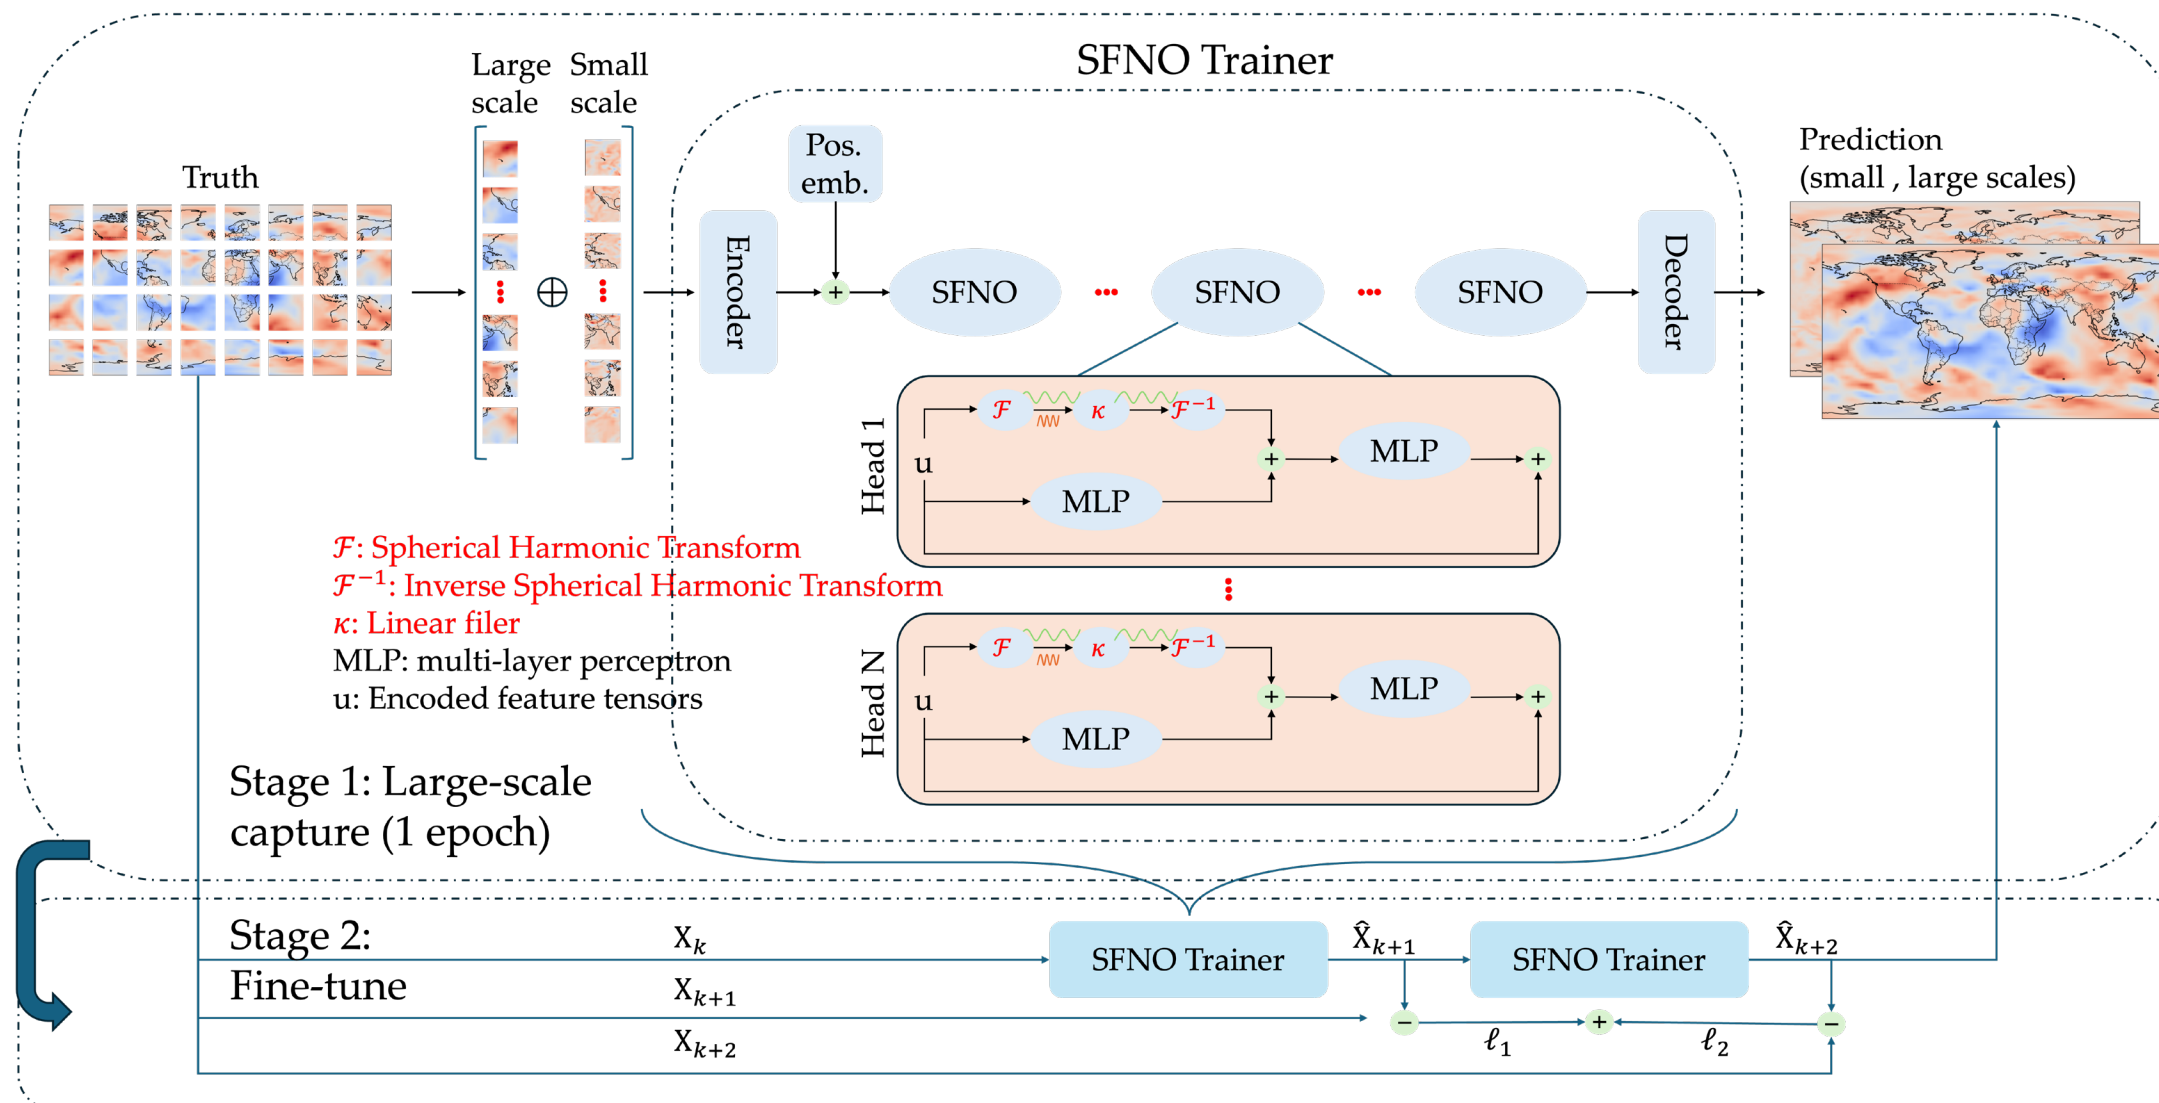 SFNO Trainer
Large Small
scale scale
Truth
Pos.
emb.
Encoder
+
SFNO
SFNO
SFNO
Decoder
Prediction
(small , large scales)
Head 1
u
ℱ
κ
ℱ⁻¹
MLP
+
MLP
+
ℱ: Spherical Harmonic Transform
ℱ⁻¹: Inverse Spherical Harmonic Transform
κ: Linear filer
MLP: multi-layer perceptron
u: Encoded feature tensors
Head N
u
ℱ
κ
ℱ⁻¹
MLP
+
MLP
+
Stage 1: Large-scale
capture (1 epoch)
Stage 2:
Fine-tune
X_k
X_{k+1}
X_{k+2}
SFNO Trainer
X̂_{k+1}
SFNO Trainer
X̂_{k+2}
−
ℓ₁
+
ℓ₂
−